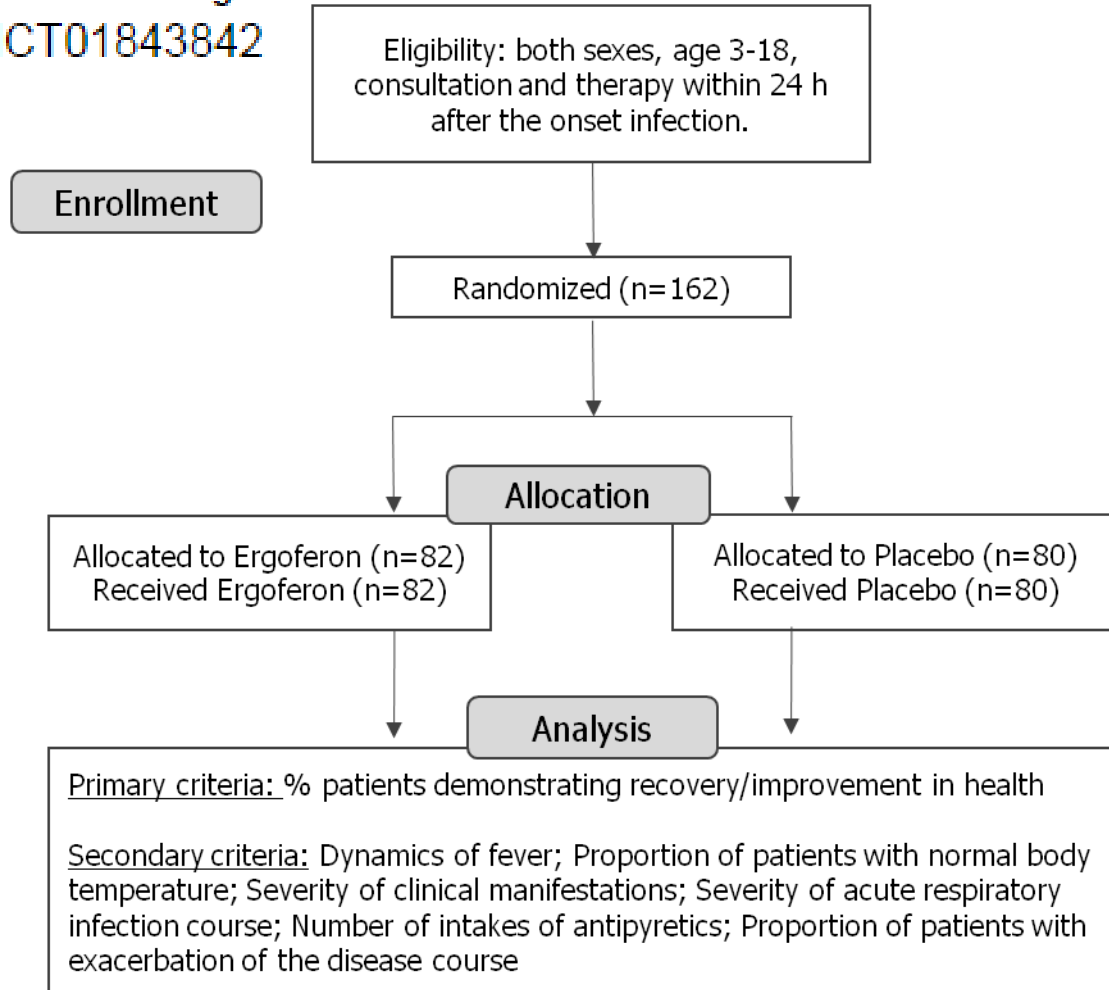 CT01843842
Eligibility: both sexes, age 3-18,
consultation and therapy within 24 h
after the onset infection.
Enrollment
Randomized (n=162)
Allocation
Allocated to Ergoferon (n=82)
Received Ergoferon (n=82)
Allocated to Placebo (n=80)
Received Placebo (n=80)
Analysis
Primary criteria: % patients demonstrating recovery/improvement in health
Secondary criteria: Dynamics of fever; Proportion of patients with normal body
temperature; Severity of clinical manifestations; Severity of acute respiratory
infection course; Number of intakes of antipyretics; Proportion of patients with
exacerbation of the disease course